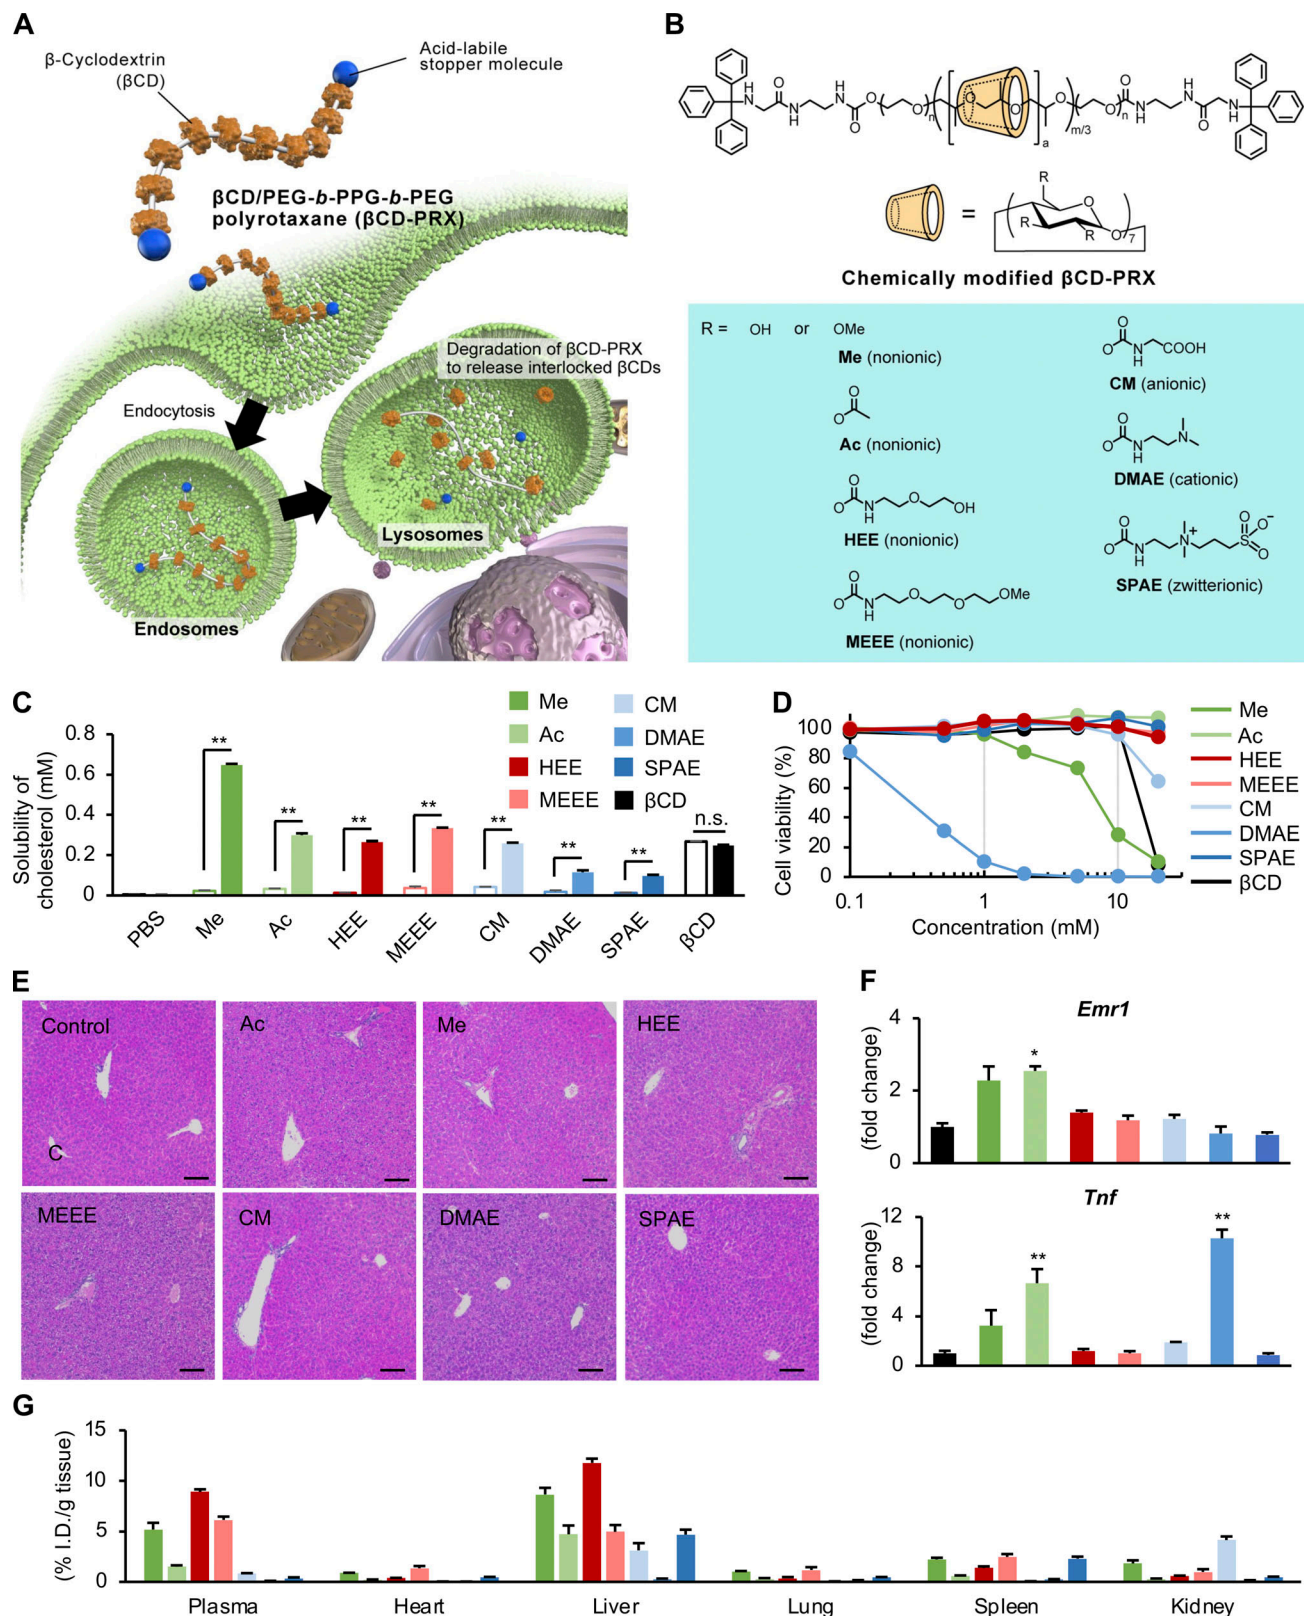 A
β-Cyclodextrin
(βCD)
Acid-labile
stopper molecule
βCD/PEG-b-PPG-b-PEG
polyrotaxane (βCD-PRX)
Degradation of βCD-PRX
to release interlocked βCDs
Endocytosis
Lysosomes
Endosomes
B
H
N
O
N
H
H
N
O
O
O
n
O
O
a
O
m/3
O
n
O
N
H
H
N
O
H
N
=
R
O
R
R
O
7
Chemically modified βCD-PRX
R = OH or OMe
Me (nonionic)
O
O
Ac (nonionic)
O
O
N
H
O
OH
HEE (nonionic)
O
O
N
H
O
O
OMe
MEEE (nonionic)
O
O
N
H
COOH
CM (anionic)
O
O
N
H
N
DMAE (cationic)
O
O
N
H
N
+
S
O
O
O
−
SPAE (zwitterionic)
C
Solubility of
cholesterol (mM)
0.8
0.6
0.4
0.2
0
**
**
**
**
**
**
**
n.s.
Me
Ac
HEE
MEEE
CM
DMAE
SPAE
βCD
PBS
Me
Ac
HEE
MEEE
CM
DMAE
SPAE
βCD
D
Cell viability (%)
100
80
60
40
20
0
0.1
1
10
Concentration (mM)
Me
Ac
HEE
MEEE
CM
DMAE
SPAE
βCD
E
Control
C
Ac
Me
HEE
MEEE
CM
DMAE
SPAE
F
Emr1
(fold change)
4
2
0
*
Tnf
(fold change)
12
8
4
0
**
**
G
(% I.D./g tissue)
15
10
5
0
Plasma
Heart
Liver
Lung
Spleen
Kidney